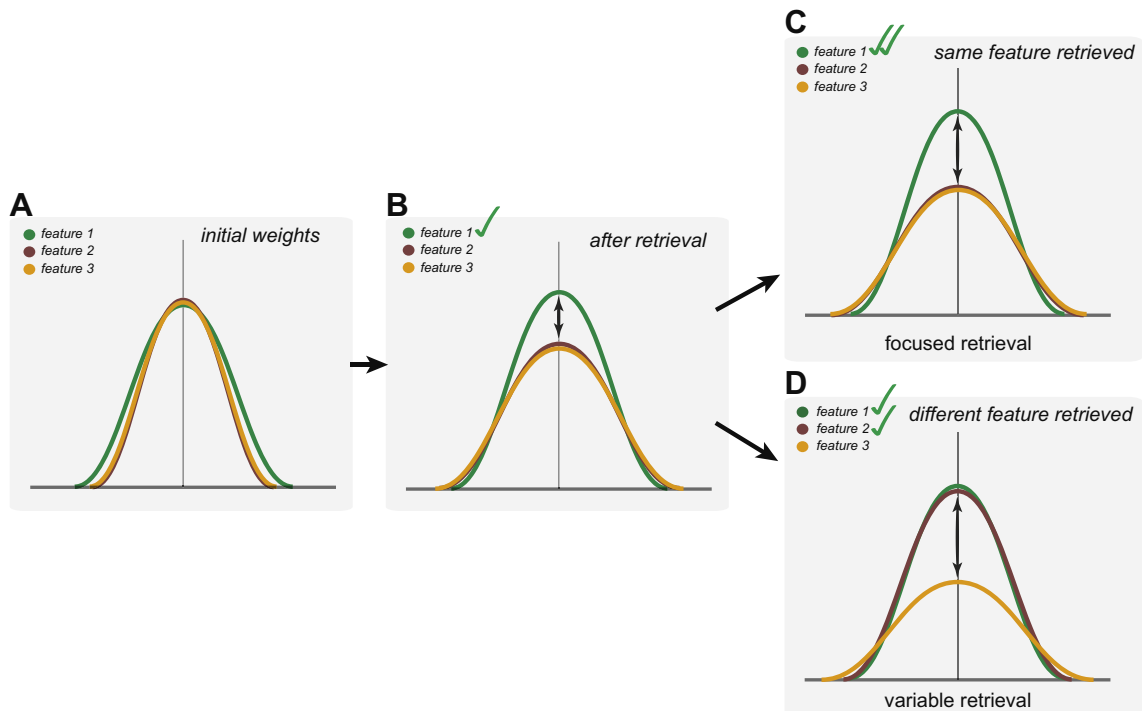 A
feature 1
feature 2
feature 3
initial weights
B
feature 1
feature 2
feature 3
after retrieval
C
feature 1
feature 2
feature 3
same feature retrieved
focused retrieval
D
feature 1
feature 2
feature 3
different feature retrieved
variable retrieval